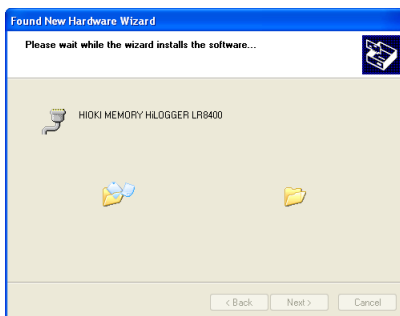 Found New Hardware Wizard
Please wait while the wizard installs the software...
HIOKI MEMORY HiLOGGER LR8400
< Back Next > Cancel